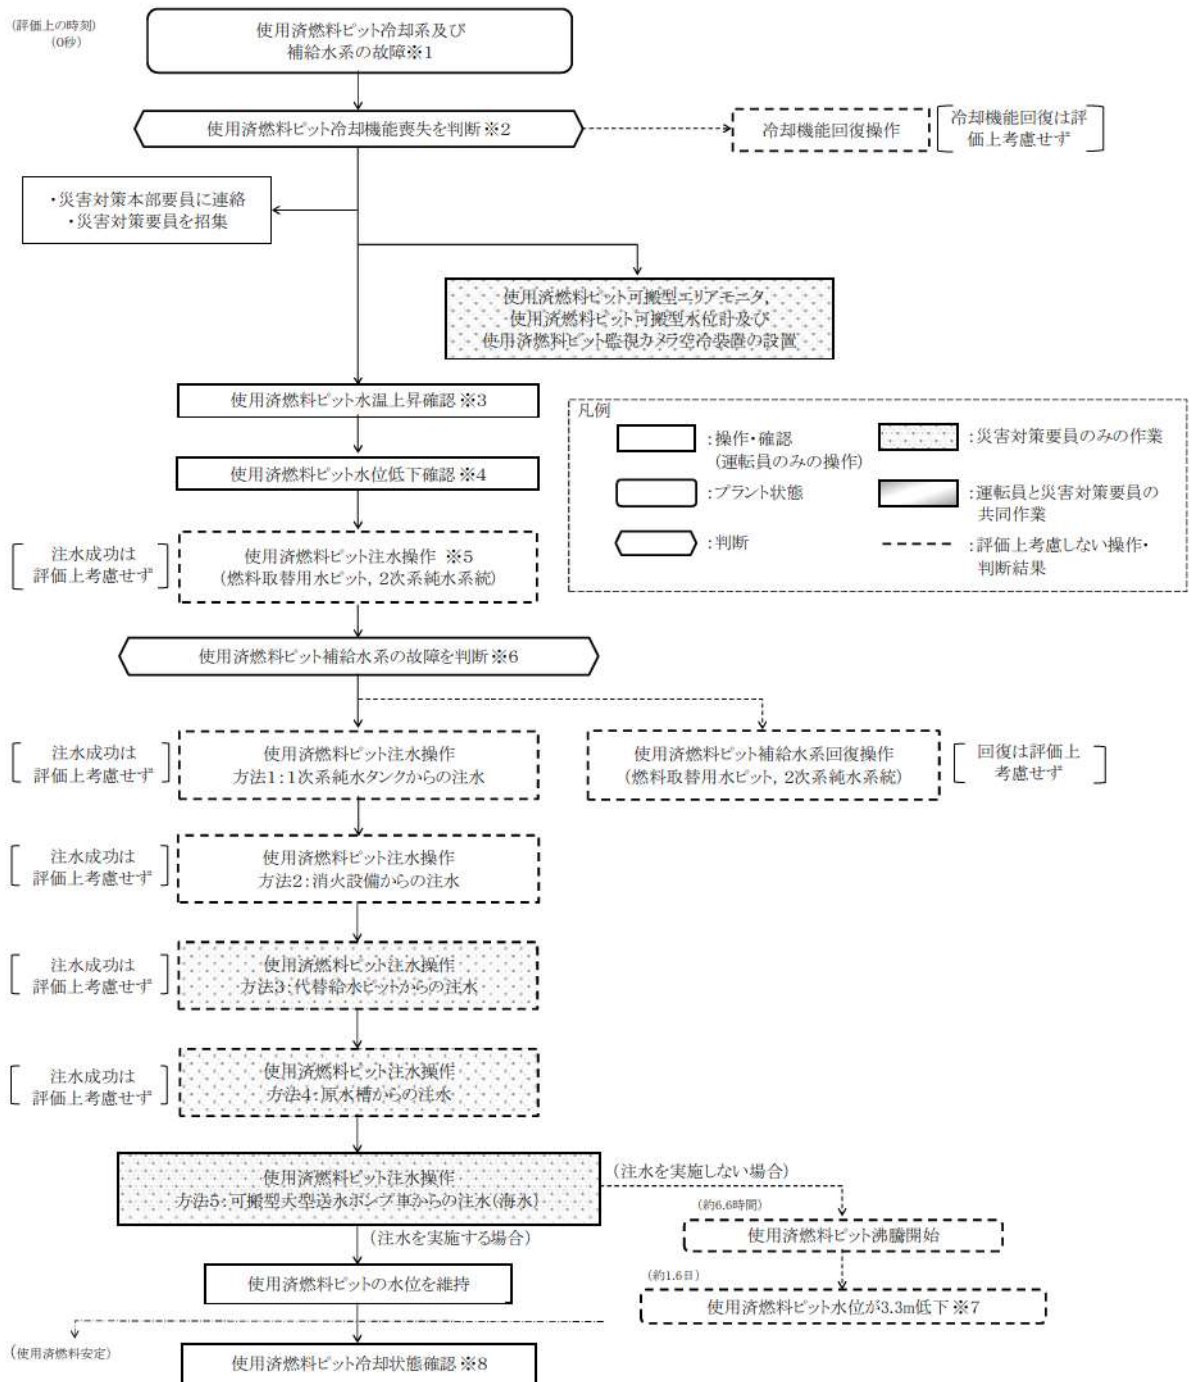 (評価上の時刻)
(0秒)
使用済燃料ピット冷却系及び
補給水系の故障※1
使用済燃料ピット冷却機能喪失を判断※2
冷却機能回復操作
冷却機能回復は評
価上考慮せず
・災害対策本部要員に連絡
・災害対策要員を招集
使用済燃料ピット可搬型エリアモニタ,
使用済燃料ピット可搬型水位計及び
使用済燃料ピット監視カメラ空冷装置の設置
使用済燃料ピット水温上昇確認※3
使用済燃料ピット水位低下確認※4
凡例
:操作・確認
(運転員のみの操作)
:災害対策要員のみの作業
:プラント状態
:運転員と災害対策要員の
共同作業
:判断
:評価上考慮しない操作・
判断結果
注水成功は
評価上考慮せず
使用済燃料ピット注水操作 ※5
(燃料取替用水ピット, 2次系純水系統)
使用済燃料ピット補給水系の故障を判断※6
注水成功は
評価上考慮せず
使用済燃料ピット注水操作
方法1:1次系純水タンクからの注水
使用済燃料ピット補給水系回復操作
(燃料取替用水ピット, 2次系純水系統)
回復は評価上
考慮せず
注水成功は
評価上考慮せず
使用済燃料ピット注水操作
方法2:消火設備からの注水
注水成功は
評価上考慮せず
使用済燃料ピット注水操作
方法3:代替給水ピットからの注水
注水成功は
評価上考慮せず
使用済燃料ピット注水操作
方法4:原水槽からの注水
使用済燃料ピット注水操作
方法5:可搬型大型送水ポンプ車からの注水(海水)
(注水を実施しない場合)
(約6.6時間)
使用済燃料ピット沸騰開始
(注水を実施する場合)
使用済燃料ピットの水位を維持
(約1.6日)
使用済燃料ピット水位が3.3m低下※7
(使用済燃料安定)
使用済燃料ピット冷却状態確認※8